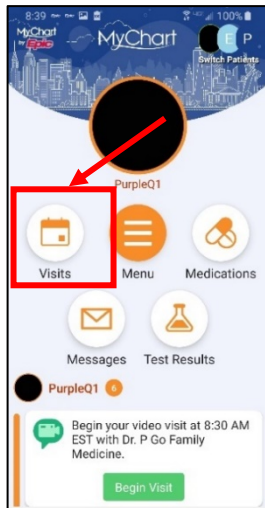 8:39
100%
MyChart
by Epic
MyChart
E P
Switch Patients
PurpleQ1
Visits
Menu
Medications
Messages
Test Results
PurpleQ1 6
Begin your video visit at 8:30 AM
EST with Dr. P Go Family
Medicine.
Begin Visit